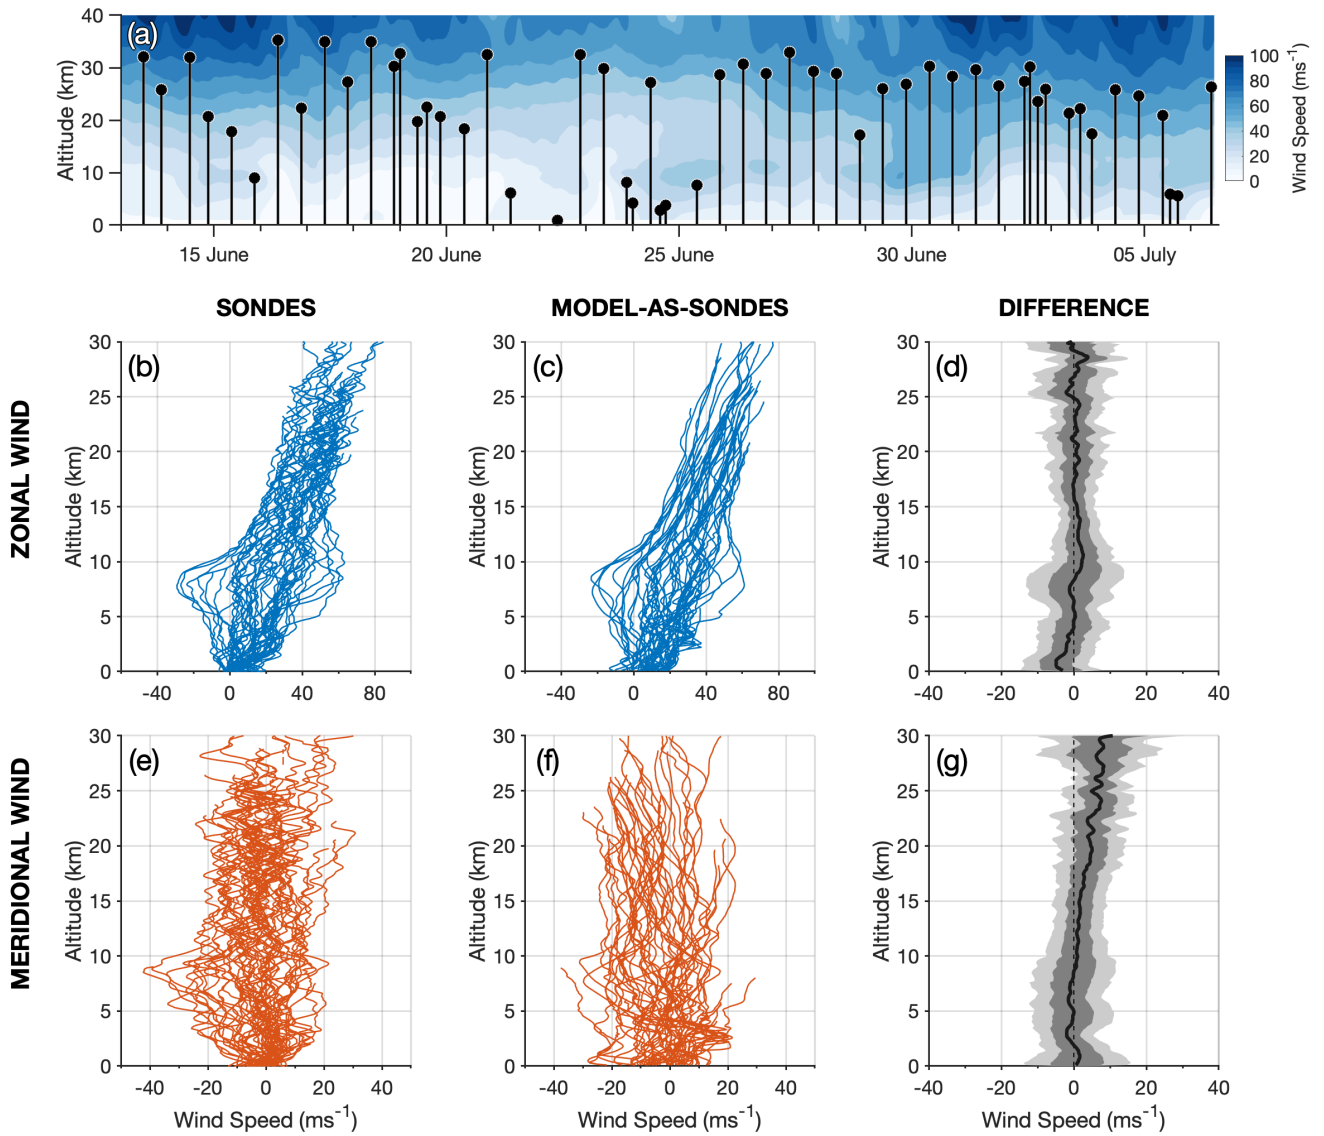 (a)
40
30
20
10
0
Altitude (km)
15 June
20 June
25 June
30 June
05 July
100
80
60
40
20
0
Wind Speed (ms⁻¹)
SONDES
MODEL-AS-SONDES
DIFFERENCE
ZONAL WIND
(b)
30
25
20
15
10
5
0
Altitude (km)
-40
0
40
80
(c)
30
25
20
15
10
5
0
Altitude (km)
-40
0
40
80
(d)
30
25
20
15
10
5
0
Altitude (km)
-40
-20
0
20
40
MERIDIONAL WIND
(e)
30
25
20
15
10
5
0
Altitude (km)
-40
-20
0
20
40
Wind Speed (ms⁻¹)
(f)
30
25
20
15
10
5
0
Altitude (km)
-40
-20
0
20
40
Wind Speed (ms⁻¹)
(g)
30
25
20
15
10
5
0
Altitude (km)
-40
-20
0
20
40
Wind Speed (ms⁻¹)